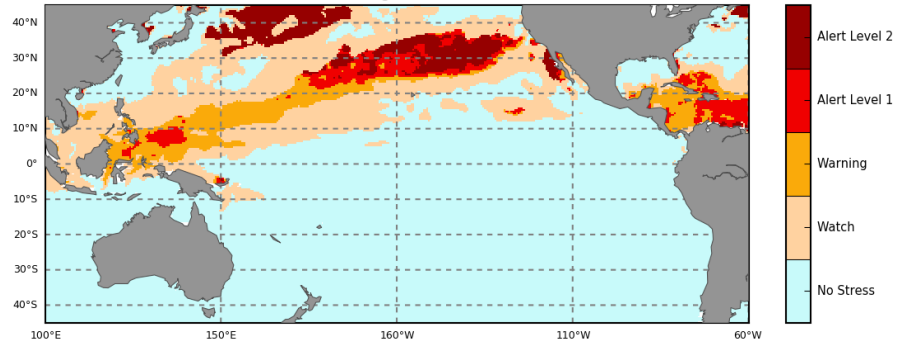 40°N
30°N
20°N
10°N
0°
10°S
20°S
30°S
40°S
100°E
150°E
160°W
110°W
60°W
Alert Level 2
Alert Level 1
Warning
Watch
No Stress